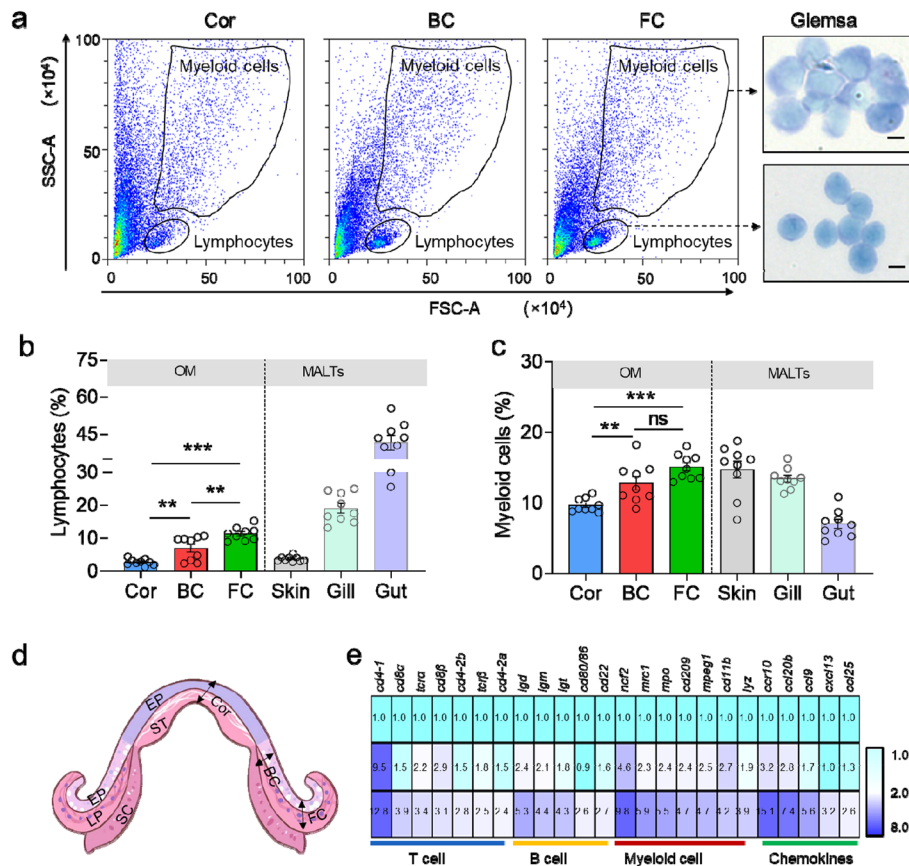 a
Cor
BC
FC
Glemsa
SSC-A (×10⁴)
100
50
0
Myeloid cells
Lymphocytes
Myeloid cells
Lymphocytes
Myeloid cells
Lymphocytes
0 50 100
0 50 100
0 50 100
FSC-A (×10⁴)
b
Lymphocytes (%)
75
60
45
30
20
10
0
OM
MALTs
***
**
**
Cor BC FC Skin Gill Gut
c
Myeloid cells (%)
30
20
10
0
OM
MALTs
***
**
ns
Cor BC FC Skin Gill Gut
d
EP
ST
Cor
BC
EP
LP
SC
FC
e
cd4-1 cd8α tcrα cd8β cd4-2b tcrβ cd4-2a igd igm igt cd80/86 cd22 ncf2 mrc1 mpo cd209 mpeg1 cd11b lyz ccr10 ccl20b ccl9 cxcl13 ccl25
1.0 1.0 1.0 1.0 1.0 1.0 1.0 1.0 1.0 1.0 1.0 1.0 1.0 1.0 1.0 1.0 1.0 1.0 1.0 1.0 1.0 1.0 1.0 1.0
9.5 1.5 2.2 2.9 1.5 1.8 1.5 2.4 2.1 1.8 0.9 1.6 4.6 2.3 2.4 2.4 2.5 2.7 1.9 3.2 2.8 1.7 1.0 1.3
12.8 3.9 3.4 3.1 2.8 2.5 2.4 5.3 4.4 4.3 2.6 2.7 9.8 5.9 5.5 4.7 4.7 4.2 3.9 15.1 7.4 5.6 3.2 2.6
T cell
B cell
Myeloid cell
Chemokines
1.0
2.0
8.0